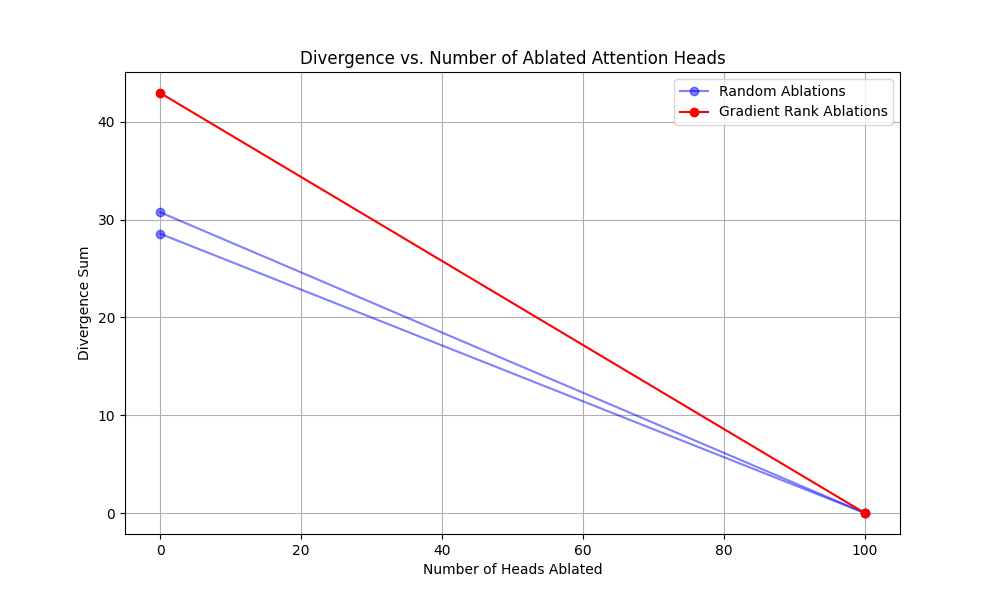 Divergence vs. Number of Ablated Attention Heads
Random Ablations
Gradient Rank Ablations
Divergence Sum
40
30
20
10
0
0 20 40 60 80 100
Number of Heads Ablated